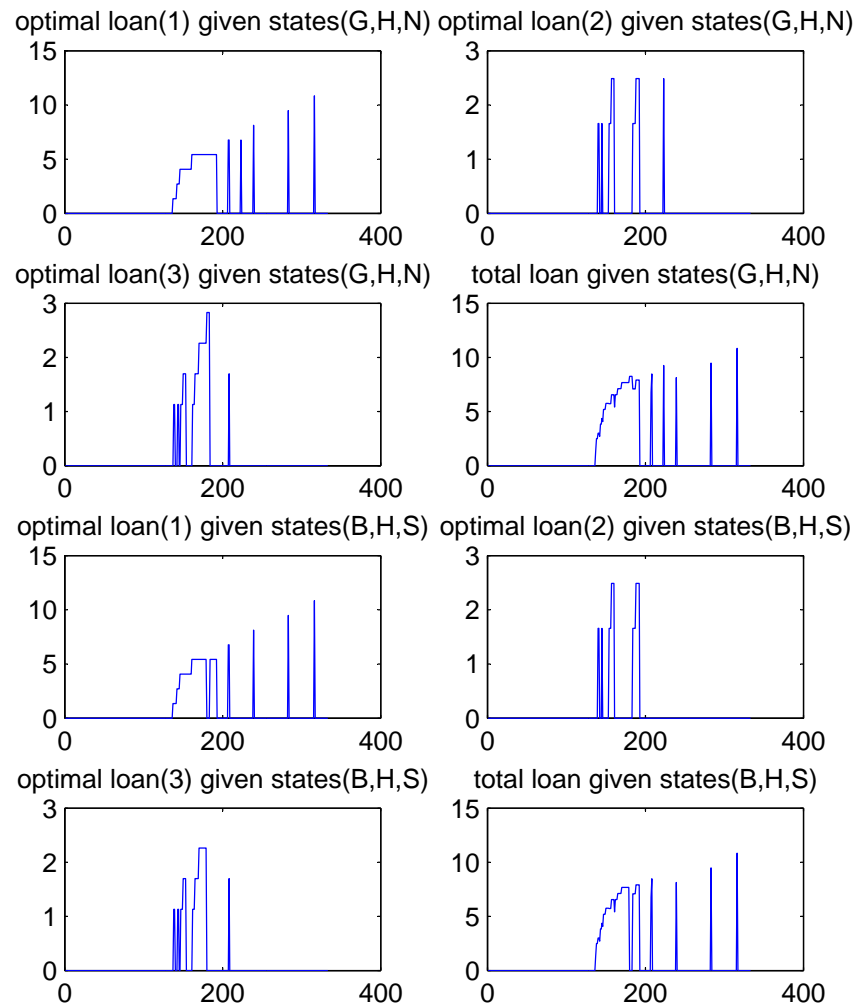 optimal loan(1) given states(G,H,N) optimal loan(2) given states(G,H,N)
15 3
10 2
5 1
0 0
0 200 400 0 200 400
optimal loan(3) given states(G,H,N) total loan given states(G,H,N)
3 15
2 10
1 5
0 0
0 200 400 0 200 400
optimal loan(1) given states(B,H,S) optimal loan(2) given states(B,H,S)
15 3
10 2
5 1
0 0
0 200 400 0 200 400
optimal loan(3) given states(B,H,S) total loan given states(B,H,S)
3 15
2 10
1 5
0 0
0 200 400 0 200 400